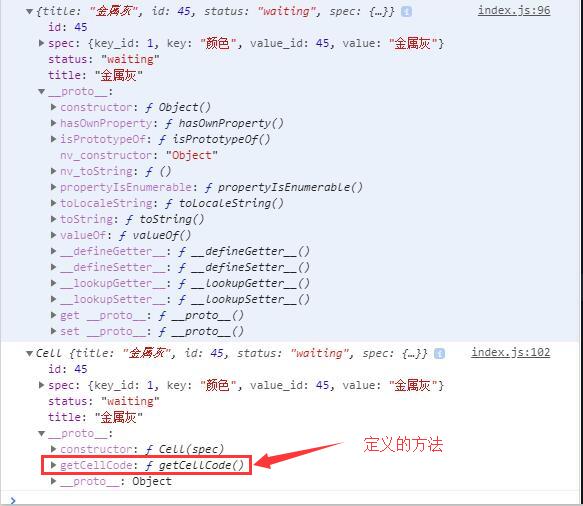 {title: "金属灰", id: 45, status: "waiting", spec: {…}} i index.js:96
id: 45
spec: {key_id: 1, key: "颜色", value_id: 45, value: "金属灰"}
status: "waiting"
title: "金属灰"
__proto__:
constructor: ƒ Object()
hasOwnProperty: ƒ hasOwnProperty()
isPrototypeOf: ƒ isPrototypeOf()
nv_constructor: "Object"
nv_toString: ƒ ()
propertyIsEnumerable: ƒ propertyIsEnumerable()
toLocaleString: ƒ toLocaleString()
toString: ƒ toString()
valueOf: ƒ valueOf()
__defineGetter__: ƒ __defineGetter__()
__defineSetter__: ƒ __defineSetter__()
__lookupGetter__: ƒ __lookupGetter__()
__lookupSetter__: ƒ __lookupSetter__()
get __proto__: ƒ __proto__()
set __proto__: ƒ __proto__()
Cell {title: "金属灰", id: 45, status: "waiting", spec: {…}} i index.js:102
id: 45
spec: {key_id: 1, key: "颜色", value_id: 45, value: "金属灰"}
status: "waiting"
title: "金属灰"
__proto__:
constructor: ƒ Cell(spec)
getCellCode: ƒ getCellCode()
定义的方法
__proto__: Object